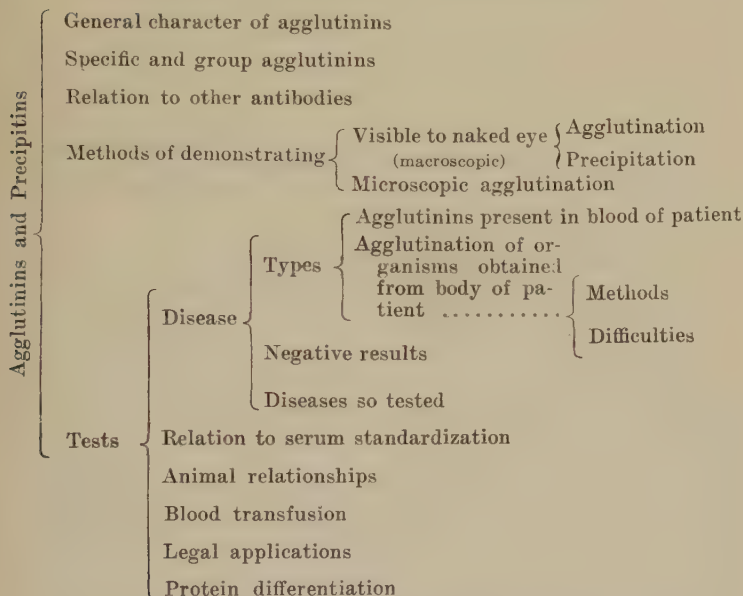 Agglutinins and Precipitins
General character of agglutinins
Specific and group agglutinins
Relation to other antibodies
Methods of demonstrating
Visible to naked eye
(macroscopic)
Agglutination
Precipitation
Microscopic agglutination
Tests
Disease
Types
Agglutinins present in blood of patient
Agglutination of or-
ganisms obtained
from body of pa-
tient ...........
Methods
Difficulties
Negative results
Diseases so tested
Relation to serum standardization
Animal relationships
Blood transfusion
Legal applications
Protein differentiation